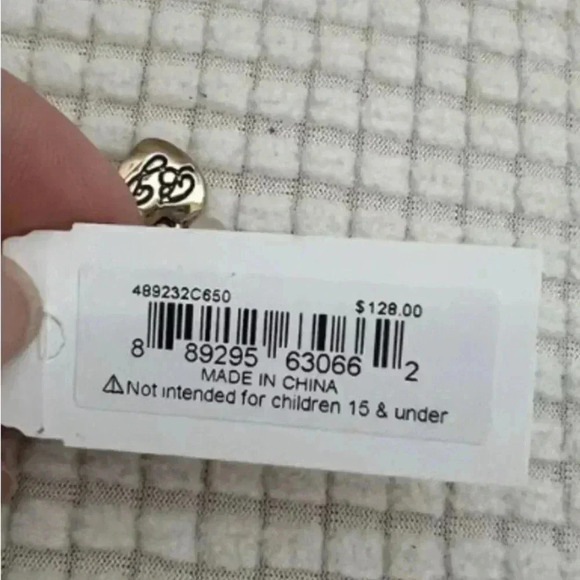 489232C650 $128.00
8 89295 63066 2
MADE IN CHINA
⚠Not intended for children 15 & under